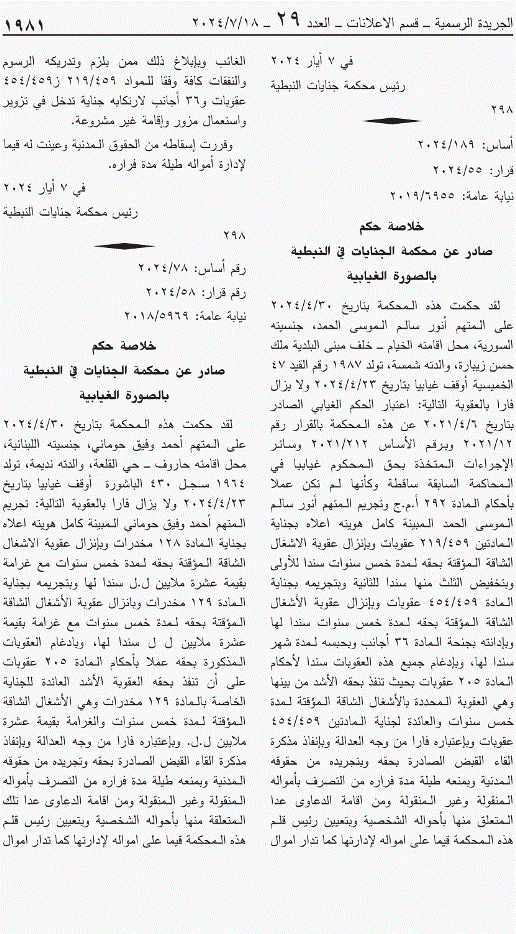 الجريدة الرسمية ــ قسم الاعلانات ــ العدد ٢٩ ــ ٢٠٢٤/٧/١٨
١٩٨١
في ٧ أيار ٢٠٢٤
رئيس محكمة جنايات النبطية
٢٩٨
أساس: ٢٠٢٤/١٨٩
قرار: ٢٠٢٤/٥٥
نيابة عامة: ٢٠١٩/٦٩٥٥
خلاصة حكم
صادر عن محكمة الجنايات في النبطية
بالصورة الغيابية
لقد حكمت هذه المحكمة بتاريخ ٢٠٢٤/٤/٣٠
على المتهم أنور سالم الموسى الحمد، جنسيته
السورية، محل اقامته الخيام ــ خلف مبنى البلدية ملك
حسن زيبارة، والدته شمسة، تولد ١٩٨٧ رقم القيد ٤٧
الخميسية أوقف غيابيا بتاريخ ٢٠٢٤/٤/٢٣ ولا يزال
فارا بالعقوبة التالية: اعتبار الحكم الغيابي الصادر
بتاريخ ٢٠٢١/٤/٦ عن هذه المحكمة بالقرار رقم
٢٠٢١/١٢ وبرقم الأساس ٢٠٢١/٢١٢ وسائر
الإجراءات المتخذة بحق المحكوم غيابيا في
المحاكمة السابقة ساقطة وكأنها لم تكن عملا
بأحكام المادة ٢٩٢ أ.م.ج وتجريم المتهم أنور سالم
الموسى الحمد المبينة كامل هويته اعلاه بجناية
المادتين ٢١٩/٤٥٩ عقوبات وبإنزال عقوبة الاشغال
الشاقة المؤقتة بحقه لمدة خمس سنوات سندا للأولى
وبتخفيض الثلث منها سندا للثانية وبتجريمه بجناية
المادة ٤٥٤/٤٥٩ عقوبات وبإنزال عقوبة الأشغال
الشاقة المؤقتة بحقه لمدة خمس سنوات سندا لها
وبإدانته بجنحة المادة ٣٦ أجانب وبحبسه لمدة شهر
سندا لها، وبإدغام جميع هذه العقوبات سندا لأحكام
المادة ٢٠٥ عقوبات بحيث تنفذ بحقه الأشد من بينها
وهي العقوبة المحددة بالأشغال الشاقة المؤقتة لمدة
خمس سنوات والعائدة لجناية المادتين ٤٥٤/٤٥٩
عقوبات وبإعتباره فارا من وجه العدالة وبإنفاذ مذكرة
القاء القبض الصادرة بحقه وبتجريده من حقوقه
المدنية وبمنعه طيلة مدة فراره من التصرف بأمواله
المنقولة وغير المنقولة ومن اقامة الدعاوى عدا
المتعلق منها بأحواله الشخصية وبتعيين رئيس قلم
هذه المحكمة قيما على امواله لإدارتها كما تدار اموال
الغائب وبإبلاغ ذلك ممن يلزم وتدريكه الرسوم
والنفقات كافة وفقا للمواد ٢١٩/٤٥٩ ز٤٥٤/٤٥٩
عقوبات و٣٦ أجانب لارتكابه جناية تدخل في تزوير
واستعمال مزور وإقامة غير مشروعة.
وقررت إسقاطه من الحقوق المدنية وعينت له قيما
لإدارة أمواله طيلة مدة فراره.
في ٧ أيار ٢٠٢٤
رئيس محكمة جنايات النبطية
٢٩٨
رقم أساس: ٢٠٢٤/٧٨
رقم قرار: ٢٠٢٤/٥٨
نيابة عامة: ٢٠١٨/٥٩٦٩
خلاصة حكم
صادر عن محكمة الجنايات في النبطية
بالصورة الغيابية
لقد حكمت هذه المحكمة بتاريخ ٢٠٢٤/٤/٣٠
على المتهم أحمد وفيق حوماني، جنسيته اللبنانية،
محل اقامته حاروف ــ حي القلعة، والدته نديمة، تولد
١٩٦٤ سجل ٤٣٠ الباشورة أوقف غيابيا بتاريخ
٢٠٢٤/٤/٢٣ ولا يزال فارا بالعقوبة التالية: تجريم
المتهم أحمد وفيق حوماني المبينة كامل هويته اعلاه
بجناية المادة ١٢٨ مخدرات وبإنزال عقوبة الاشغال
الشاقة المؤقتة بحقه لمدة خمس سنوات مع غرامة
بقيمة عشرة ملايين ل.ل سندا لها وبتجريمه بجناية
المادة ١٢٩ مخدرات وبانزال عقوبة الأشغال الشاقة
المؤقتة بحقه لمدة خمس سنوات مع غرامة بقيمة
عشرة ملايين ل ل سندا لها، وبإدغام العقوبات
المذكورة بحقه عملا بأحكام المادة ٢٠٥ عقوبات
على أن تنفذ بحقه العقوبة الأشد العائدة للجناية
الخاصة بالمادة ١٢٩ مخدرات وهي الأشغال الشاقة
المؤقتة لمدة خمس سنوات والغرامة بقيمة عشرة
ملايين ل.ل. وبإعتباره فارا من وجه العدالة وبإنفاذ
مذكرة القاء القبض الصادرة بحقه وتجريده من حقوقه
المدنية وبمنعه طيلة مدة فراره من التصرف بأمواله
المنقولة وغير المنقولة ومن اقامة الدعاوى عدا تلك
المتعلقة منها بأحواله الشخصية وبتعيين رئيس قلم
هذه المحكمة قيما على امواله لإدارتها كما تدار اموال